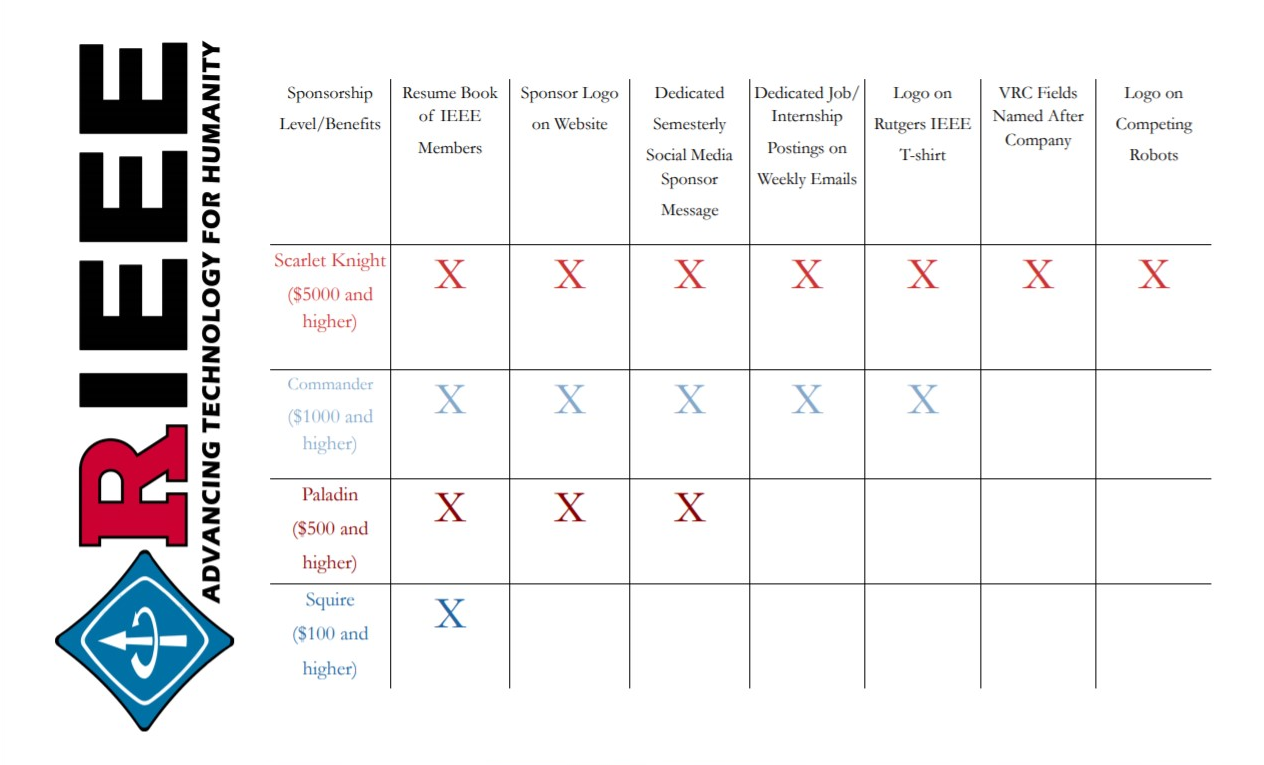 R IEEE
ADVANCING TECHNOLOGY FOR HUMANITY
Sponsorship
Level/Benefits
Resume Book
of IEEE
Members
Sponsor Logo
on Website
Dedicated
Semesterly
Social Media
Sponsor
Message
Dedicated Job/
Internship
Postings on
Weekly Emails
Logo on
Rutgers IEEE
T-shirt
VRC Fields
Named After
Company
Logo on
Competing
Robots
Scarlet Knight
($5000 and
higher)
X X X X X X X
Commander
($1000 and
higher)
X X X X X
Paladin
($500 and
higher)
X X X
Squire
($100 and
higher)
X